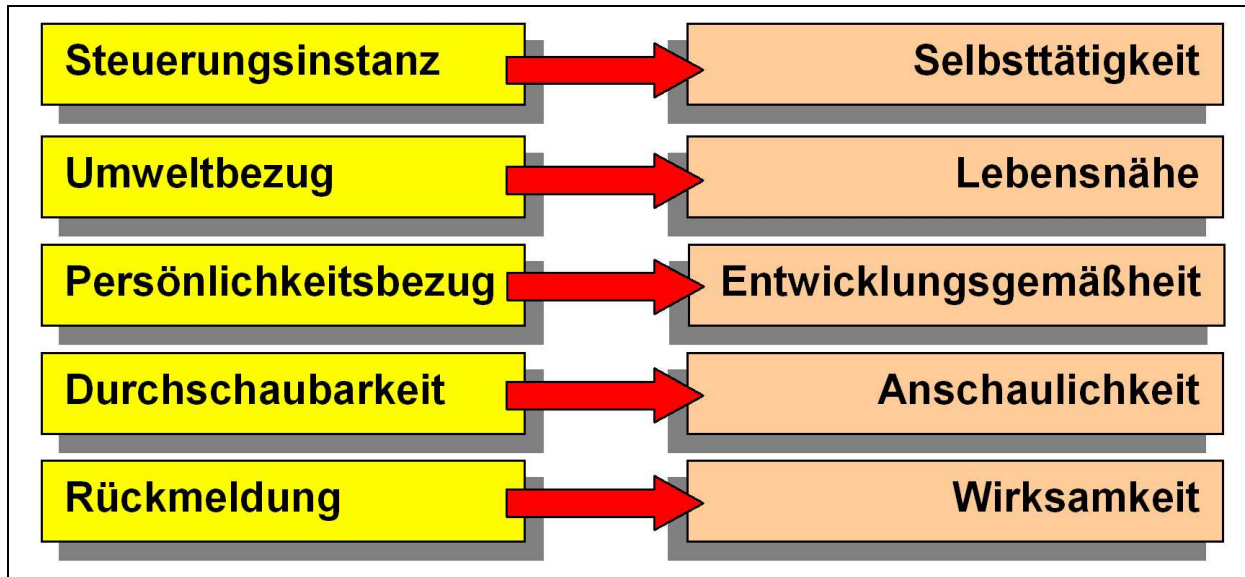 Steuerungsinstanz Selbsttätigkeit
Umweltbezug Lebensnähe
Persönlichkeitsbezug Entwicklungsgemäßheit
Durchschaubarkeit Anschaulichkeit
Rückmeldung Wirksamkeit